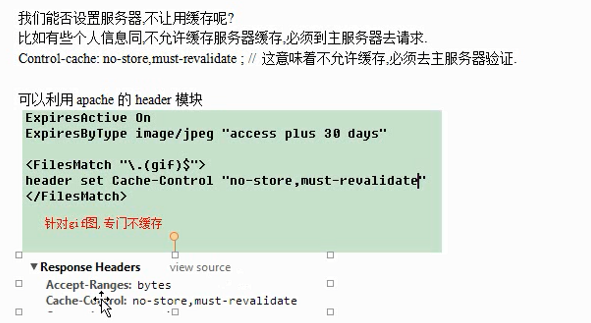 我们能否设置服务器,不让用缓存呢?
比如有些个人信息同,不允许缓存服务器缓存,必须到主服务器去请求.
Control-cache: no-store,must-revalidate ; // 这意味着不允许缓存,必须去主服务器验证.
可以利用 apache 的 header 模块
ExpiresActive On
ExpiresByType image/jpeg "access plus 30 days"
<FilesMatch "\.(gif)$">
header set Cache-Control "no-store,must-revalidate"
</FilesMatch>
针对gif图, 专门不缓存
▼Response Headers view source
Accept-Ranges: bytes
Cache-Control: no-store,must-revalidate